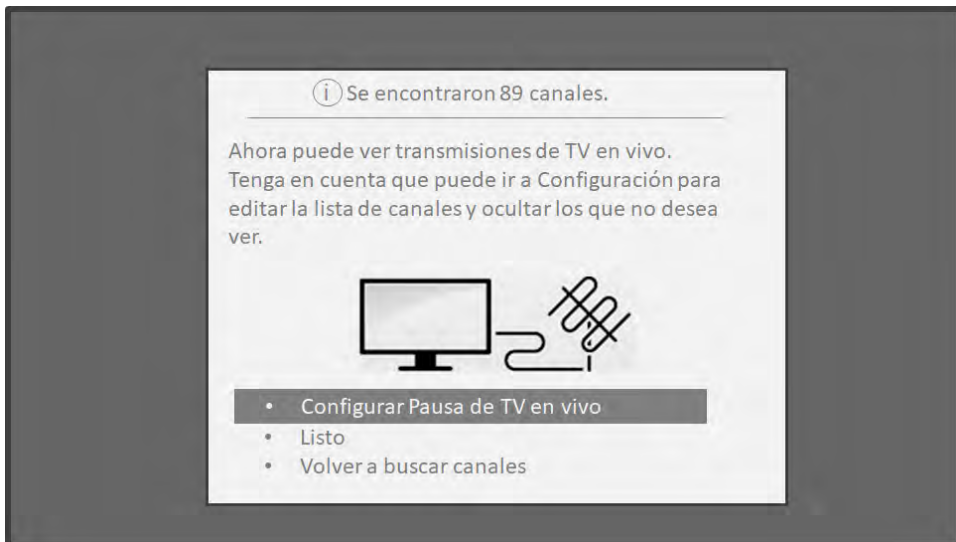 i Se encontraron 89 canales.
Ahora puede ver transmisiones de TV en vivo.
Tenga en cuenta que puede ir a Configuración para
editar la lista de canales y ocultar los que no desea
ver.
• Configurar Pausa de TV en vivo
• Listo
• Volver a buscar canales